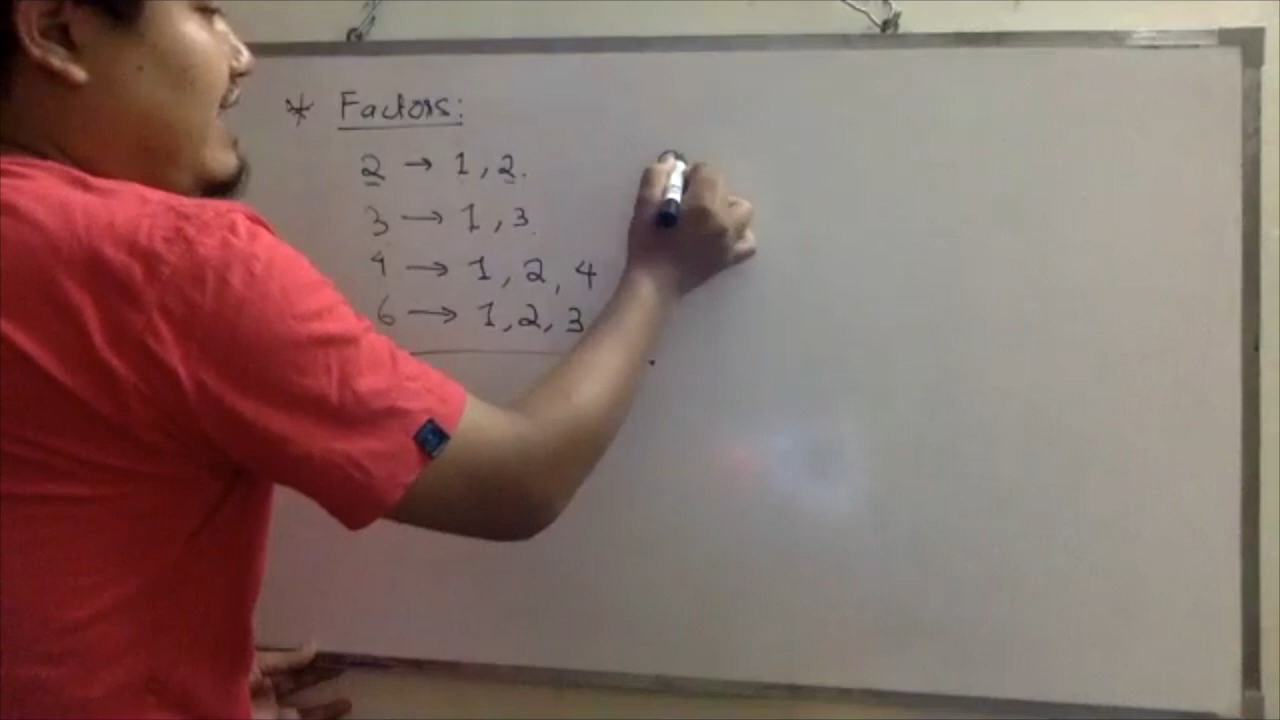 * Factors:
2 → 1, 2.
3 → 1, 3.
4 → 1, 2, 4
6 → 1, 2, 3